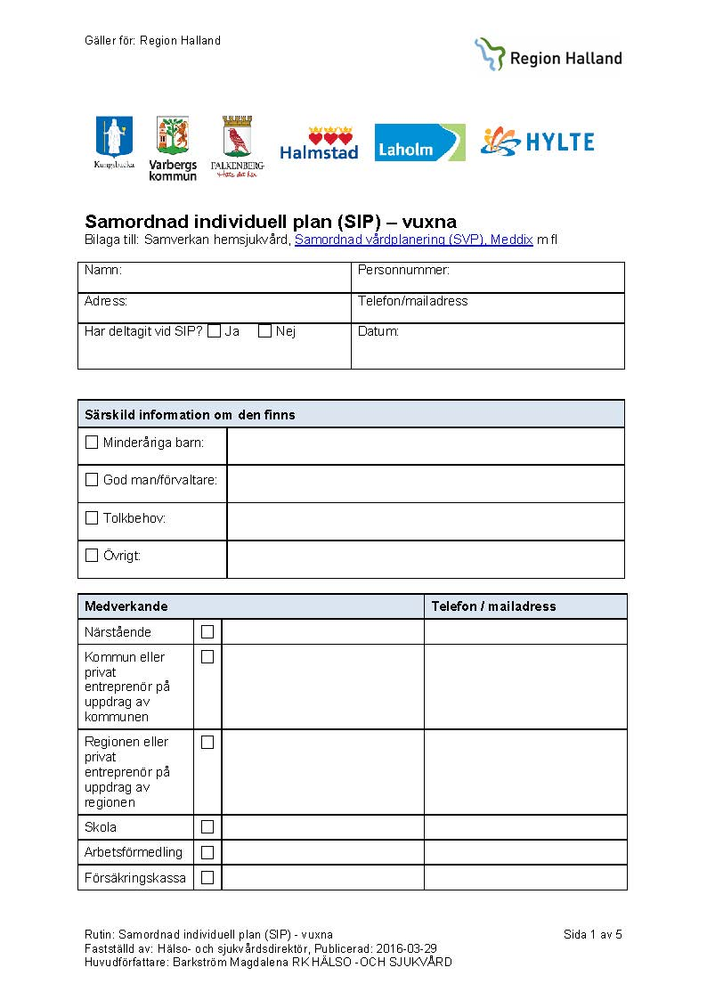 Gäller för: Region Halland
Region Halland
Kungsbacka
Varbergs
kommun
FALKENBERG
Halmstad
Laholm
HYLTE
Samordnad individuell plan (SIP) – vuxna
Bilaga till: Samverkan hemsjukvård, Samordnad vårdplanering (SVP), Meddix m fl
Namn:
Personnummer:
Adress:
Telefon/mailadress
Har deltagit vid SIP? Ja Nej
Datum:
Särskild information om den finns
Minderåriga barn:
God man/förvaltare:
Tolkbehov:
Övrigt:
Medverkande
Telefon / mailadress
Närstående
Kommun eller
privat
entreprenör på
uppdrag av
kommunen
Regionen eller
privat
entreprenör på
uppdrag av
regionen
Skola
Arbetsförmedling
Försäkringskassa
Rutin: Samordnad individuell plan (SIP) - vuxna
Sida 1 av 5
Fastställd av: Hälso- och sjukvårdsdirektör, Publicerad: 2016-03-29
Huvudförfattare: Barkström Magdalena RK HÄLSO -OCH SJUKVÅRD